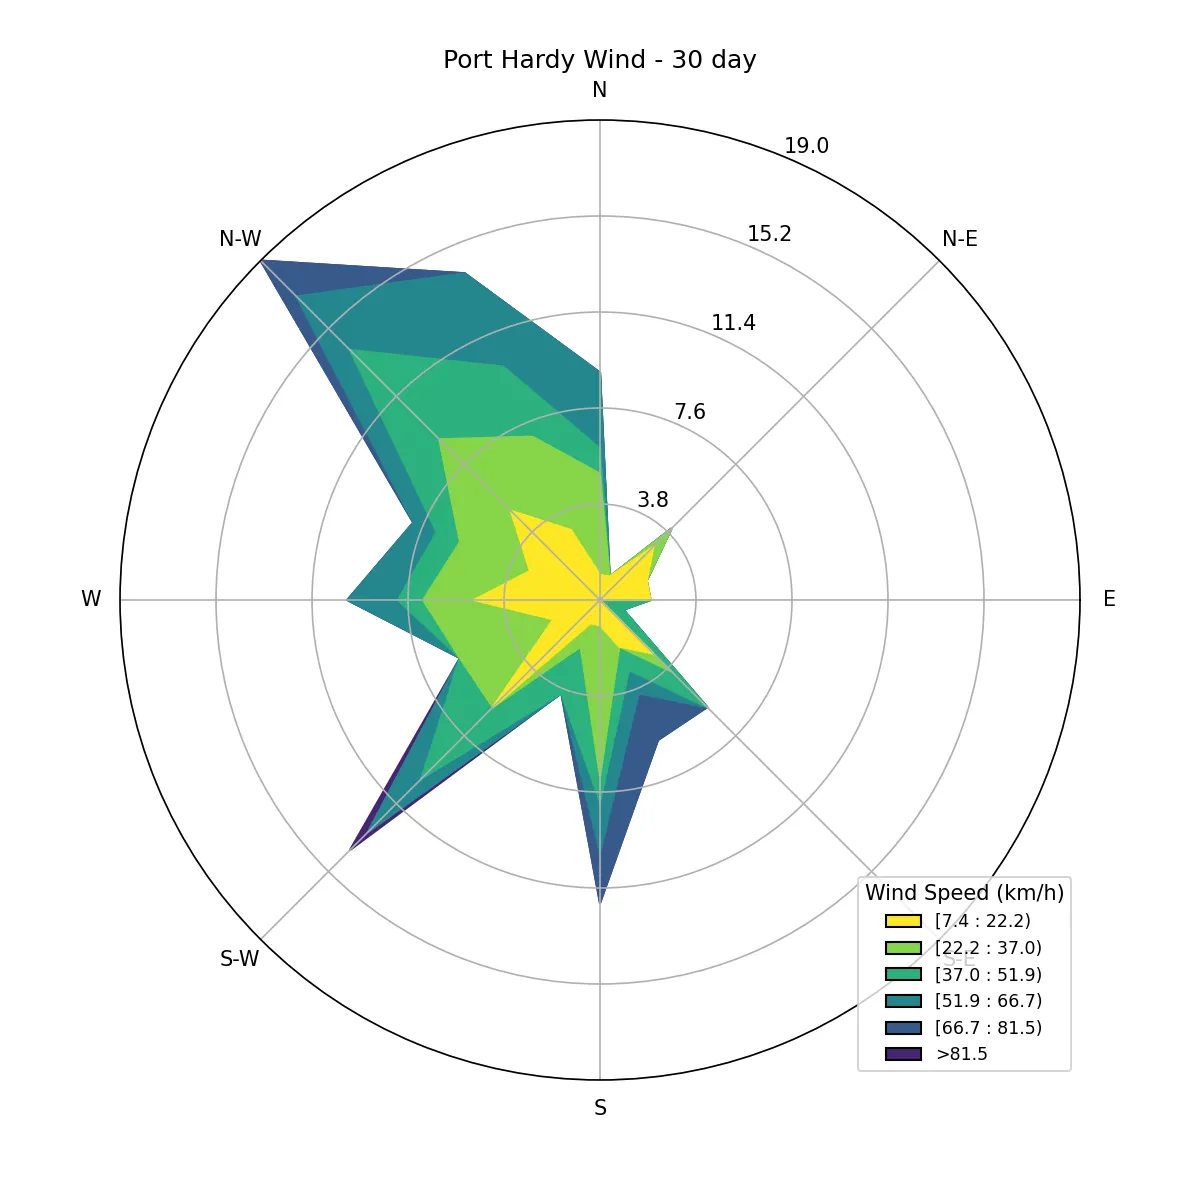 Port Hardy Wind - 30 day
N
19.0
15.2
N-W
N-E
11.4
7.6
3.8
W
E
S-W
S-E
S
Wind Speed (km/h)
[7.4 : 22.2)
[22.2 : 37.0)
[37.0 : 51.9)
[51.9 : 66.7)
[66.7 : 81.5)
>81.5